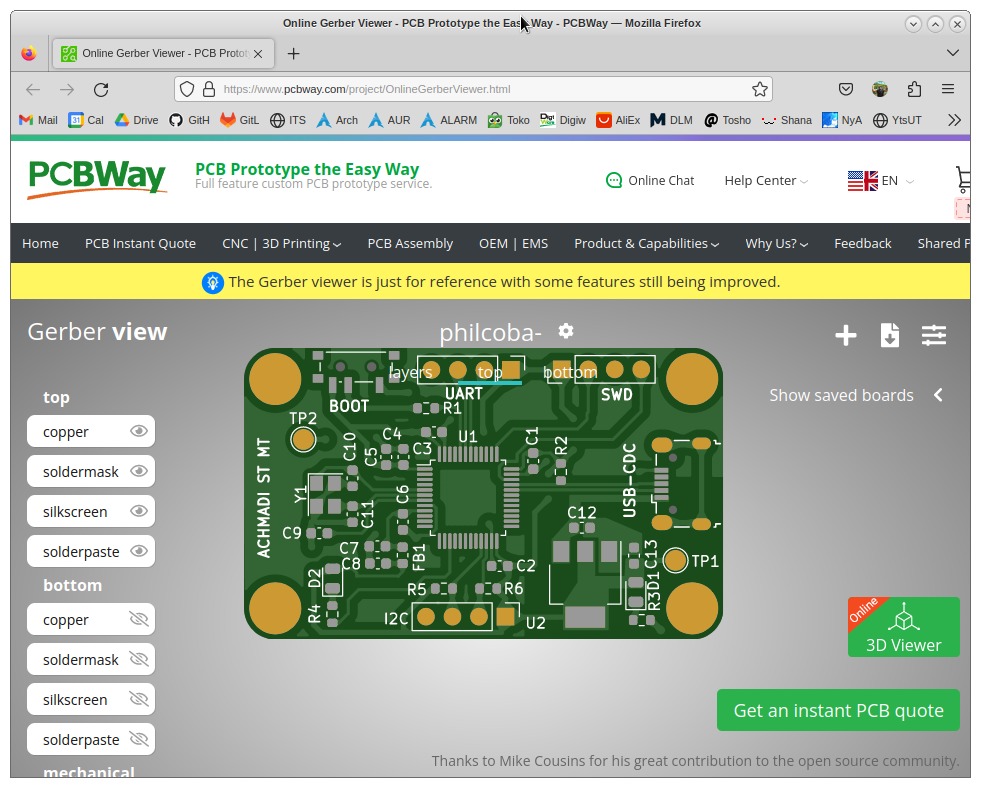 Online Gerber Viewer - PCB Prototype the Easy Way - PCBWay — Mozilla Firefox
Online Gerber Viewer - PCB Protot
https://www.pcbway.com/project/OnlineGerberViewer.html
Mail Cal Drive GitH GitL ITS Arch AUR ALARM Toko Digiw AliEx DLM Tosho Shana NyA YtsUT
PCBWay
PCB Prototype the Easy Way
Full feature custom PCB prototype service.
Online Chat Help Center EN
Home PCB Instant Quote CNC | 3D Printing PCB Assembly OEM | EMS Product & Capabilities Why Us? Feedback Shared P
The Gerber viewer is just for reference with some features still being improved.
Gerber view
philcoba-
layers top bottom
Show saved boards
top
copper
soldermask
silkscreen
solderpaste
bottom
copper
soldermask
silkscreen
solderpaste
mechanical
BOOT
UART
SWD
R1
TP2
U1
C4
C3
C10
C5
C1
R2
ACHMADI ST MT
USB-CDC
Y1
C11
C6
C12
C9
C7
C8
FB1
C2
C13
TP1
D2
R5
R6
D1
R3
R4
I2C
U2
Online
3D Viewer
Get an instant PCB quote
Thanks to Mike Cousins for his great contribution to the open source community.